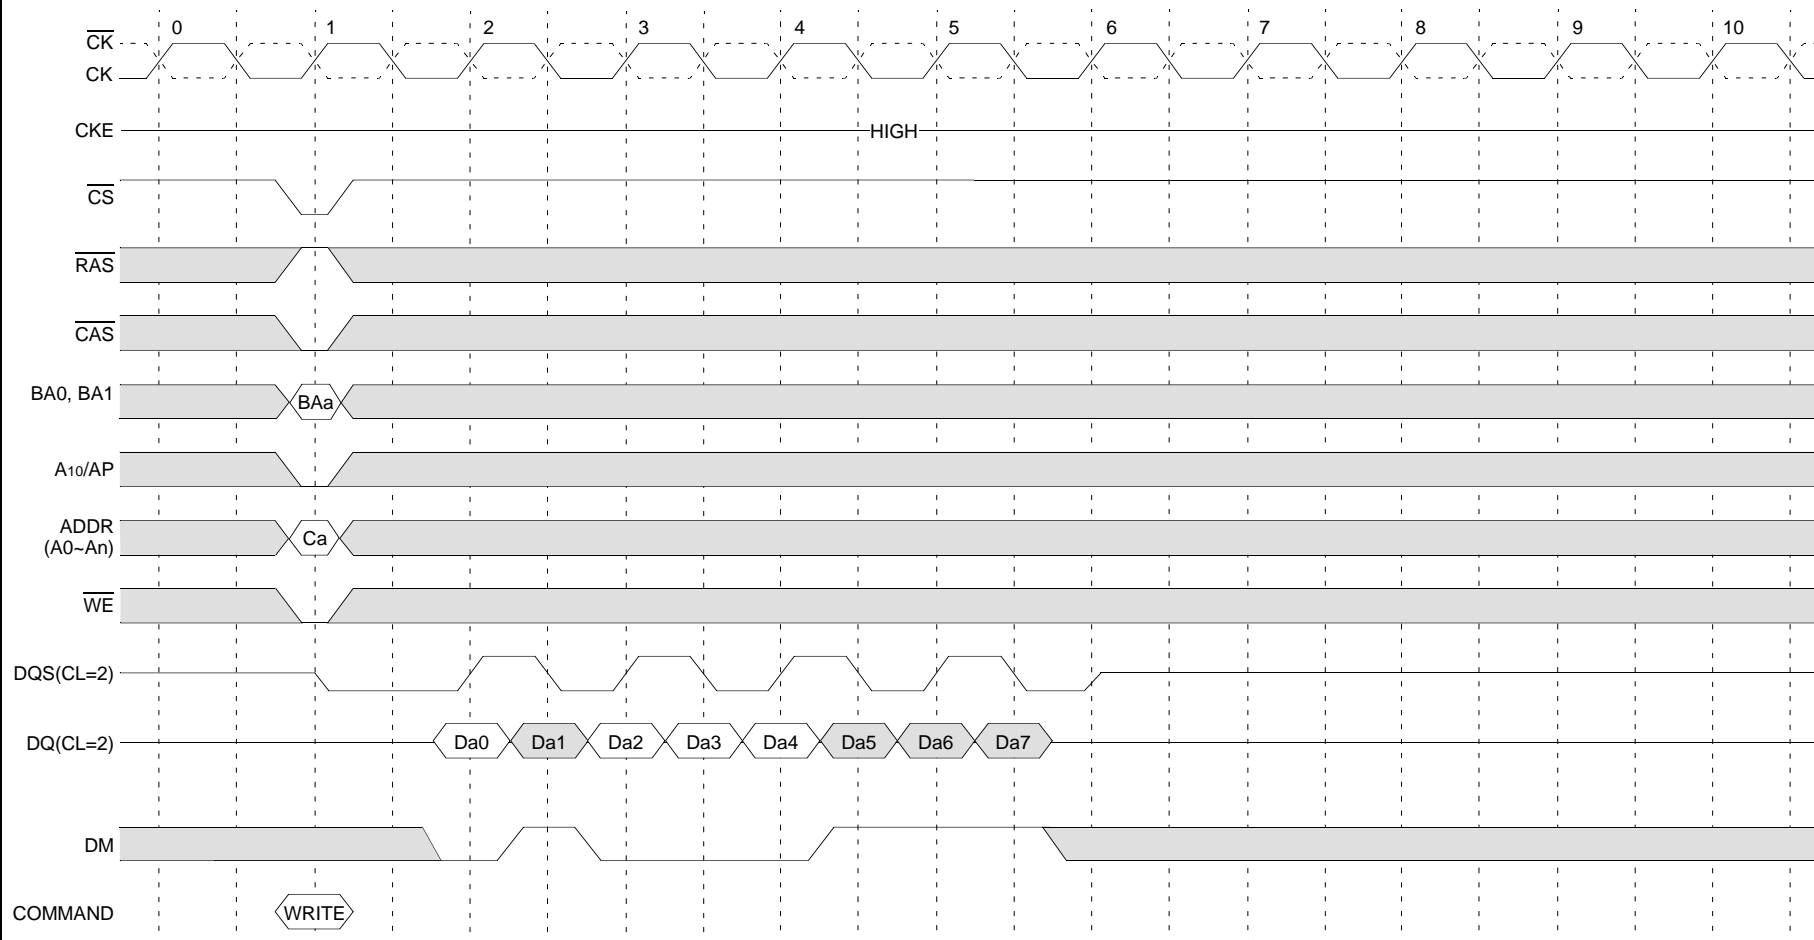 0 1 2 3 4 5 6 7 8 9 10
CK
CK
CKE HIGH
CS
RAS
CAS
BA0, BA1 BAa
A10/AP
ADDR
(A0~An) Ca
WE
DQS(CL=2)
DQ(CL=2) Da0 Da1 Da2 Da3 Da4 Da5 Da6 Da7
DM
COMMAND WRITE